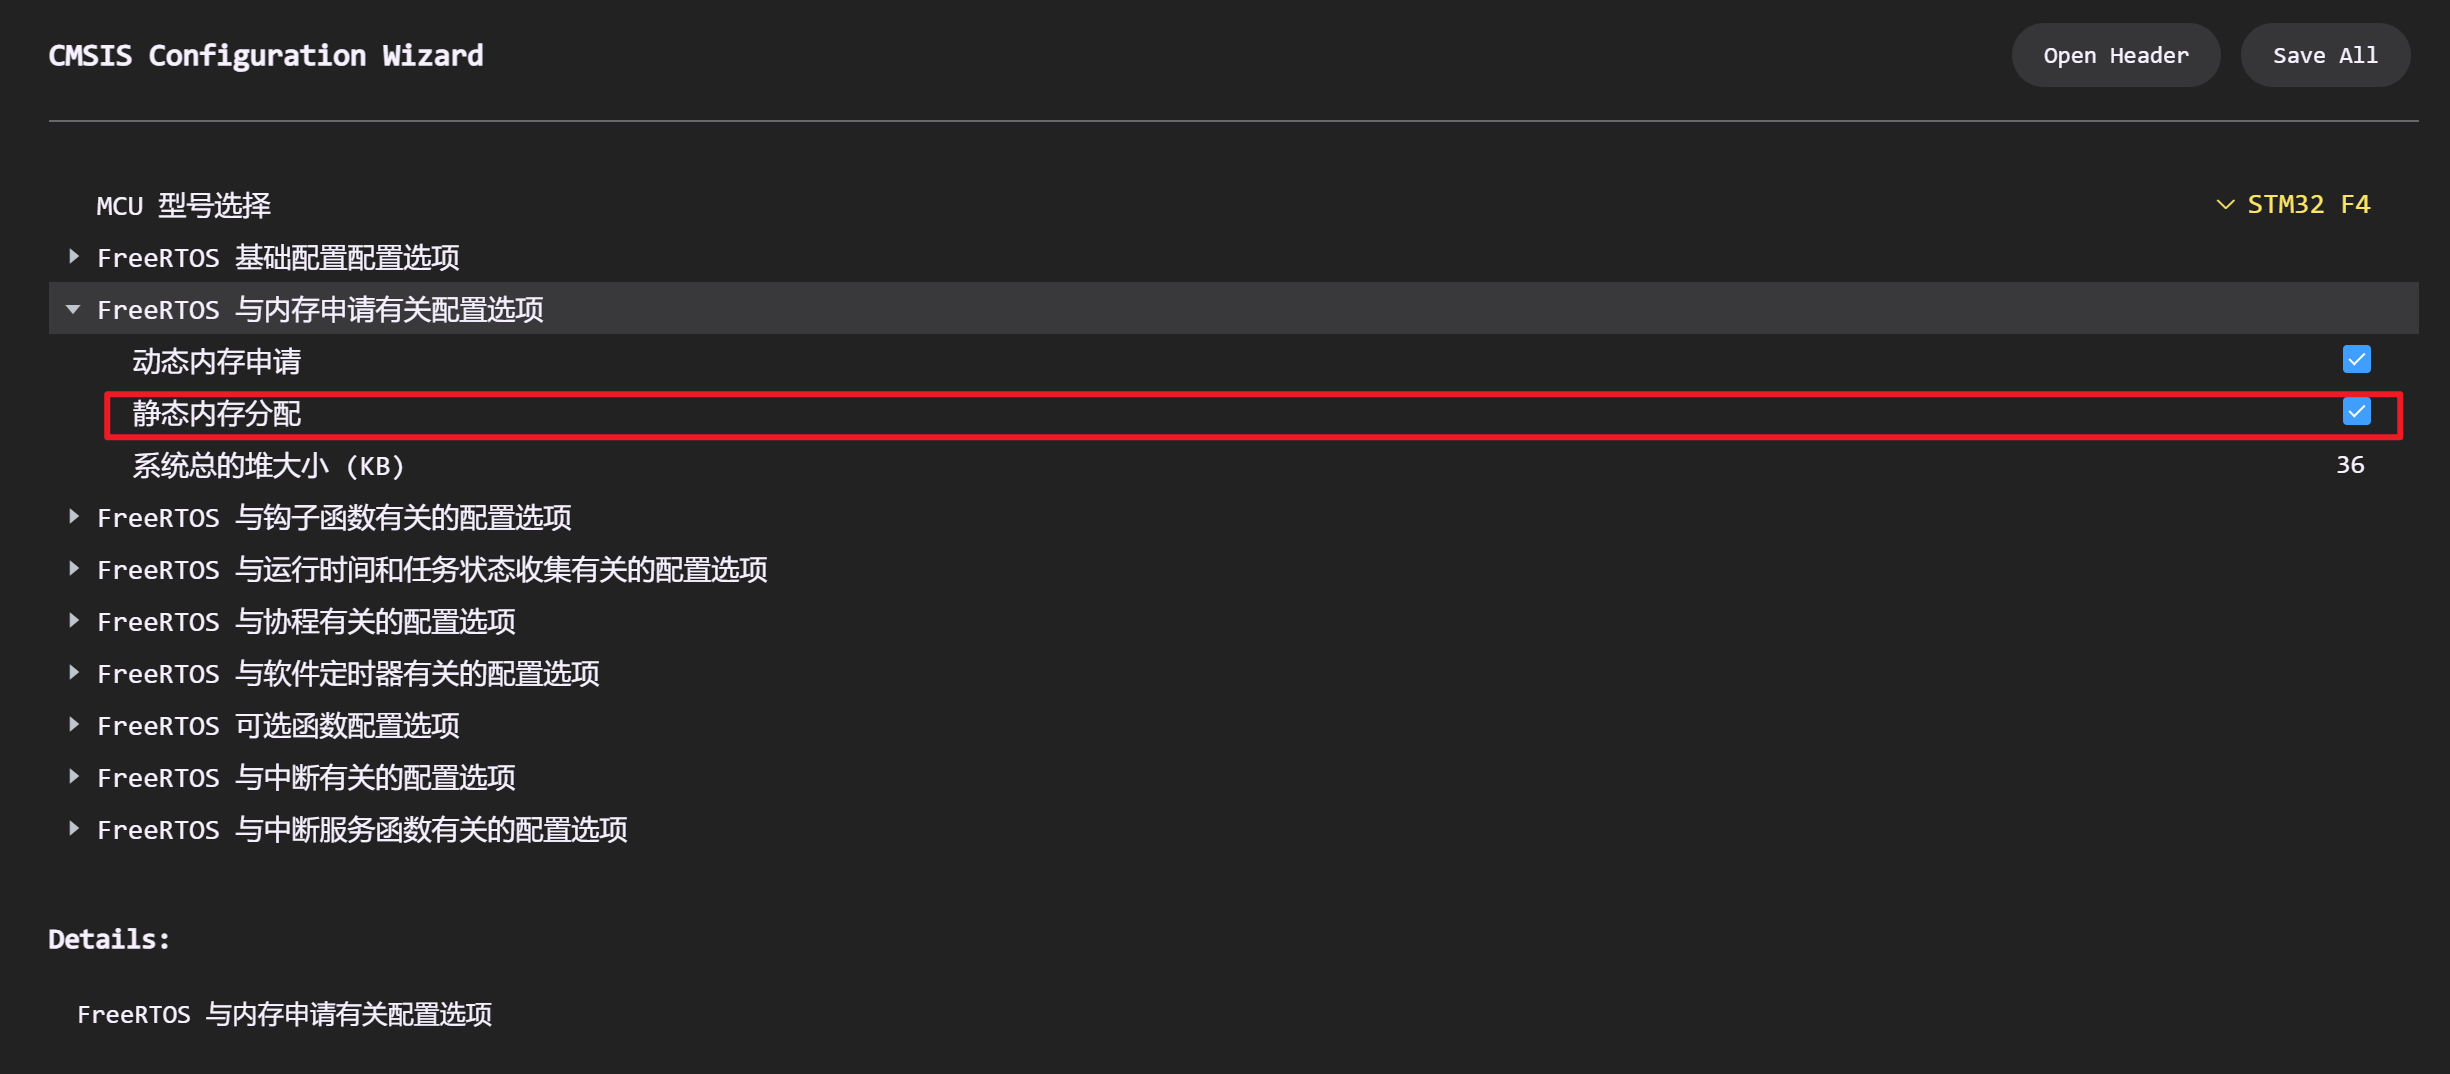 CMSIS Configuration Wizard
Open Header
Save All
MCU 型号选择
STM32 F4
FreeRTOS 基础配置配置选项
FreeRTOS 与内存申请有关配置选项
动态内存申请
静态内存分配
系统总的堆大小 (KB)
36
FreeRTOS 与钩子函数有关的配置选项
FreeRTOS 与运行时间和任务状态收集有关的配置选项
FreeRTOS 与协程有关的配置选项
FreeRTOS 与软件定时器有关的配置选项
FreeRTOS 可选函数配置选项
FreeRTOS 与中断有关的配置选项
FreeRTOS 与中断服务函数有关的配置选项
Details:
FreeRTOS 与内存申请有关配置选项